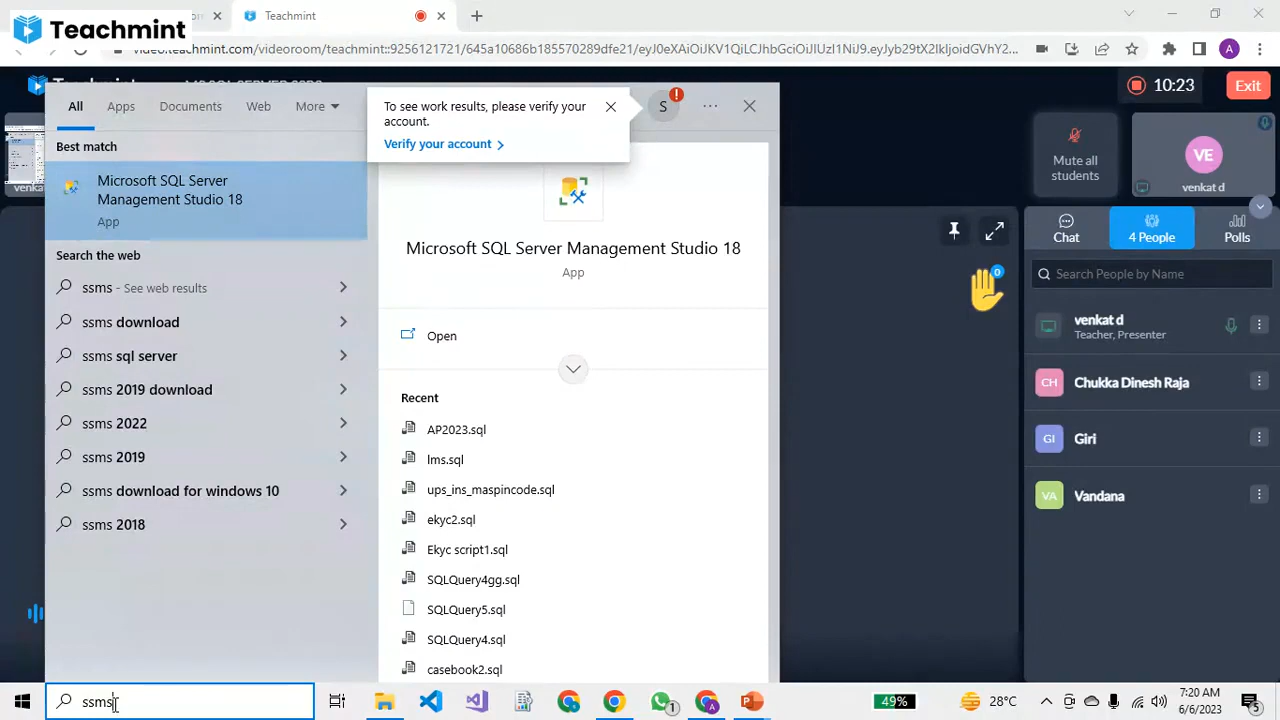 Teachmint
Teachmint
video.teachmint.com/videoroom/teachmint::9256121721/645a10686b185570289dfe21/eyJ0eXAiOiJKV1QiLCJhbGciOiJIUzI1NiJ9.eyJyb29tX2lkIjoidGVhY2...
10:23
Exit
All
Apps
Documents
Web
More
To see work results, please verify your
account.
Verify your account
S
Best match
Microsoft SQL Server
Management Studio 18
App
Search the web
ssms - See web results
ssms download
ssms sql server
ssms 2019 download
ssms 2022
ssms 2019
ssms download for windows 10
ssms 2018
Microsoft SQL Server Management Studio 18
App
Open
Recent
AP2023.sql
lms.sql
ups_ins_maspincode.sql
ekyc2.sql
Ekyc script1.sql
SQLQuery4gg.sql
SQLQuery5.sql
SQLQuery4.sql
casebook2.sql
0
Mute all
students
VE
venkat d
Chat
4 People
Polls
Search People by Name
venkat d
Teacher, Presenter
CH
Chukka Dinesh Raja
GI
Giri
VA
Vandana
ssms
1
A
49%
28°C
7:20 AM
6/6/2023
5